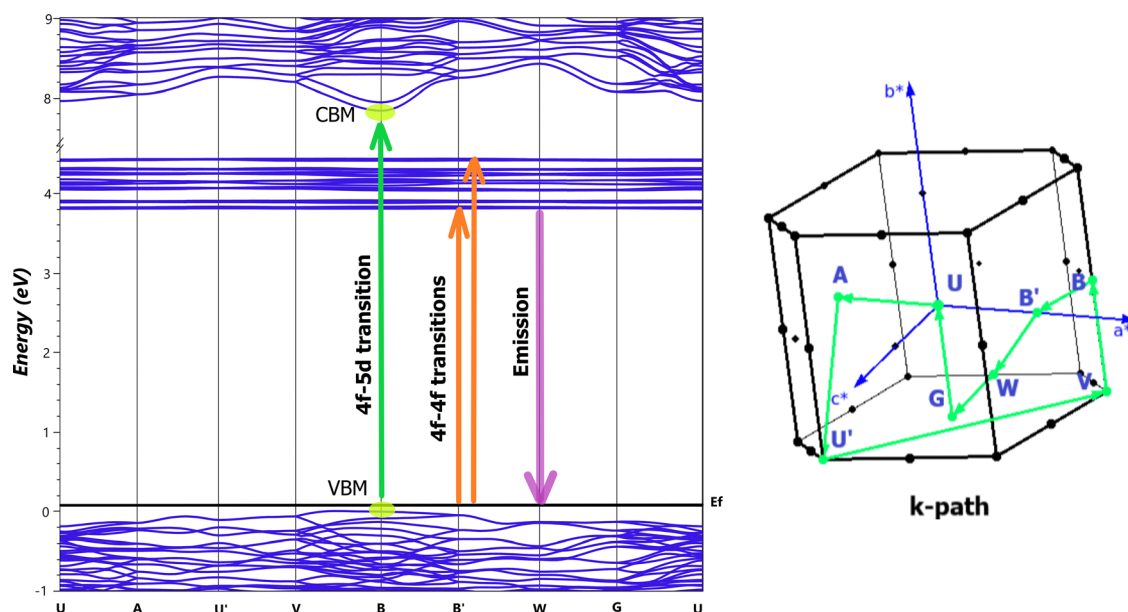 9
8
4
3
2
1
0
-1
Energy (eV)
CBM
VBM
4f-5d transition
4f-4f transitions
Emission
Ef
U A U' V B B' W G U
b*
A
U
B'
B
a*
c*
G
W
V
U'
k-path